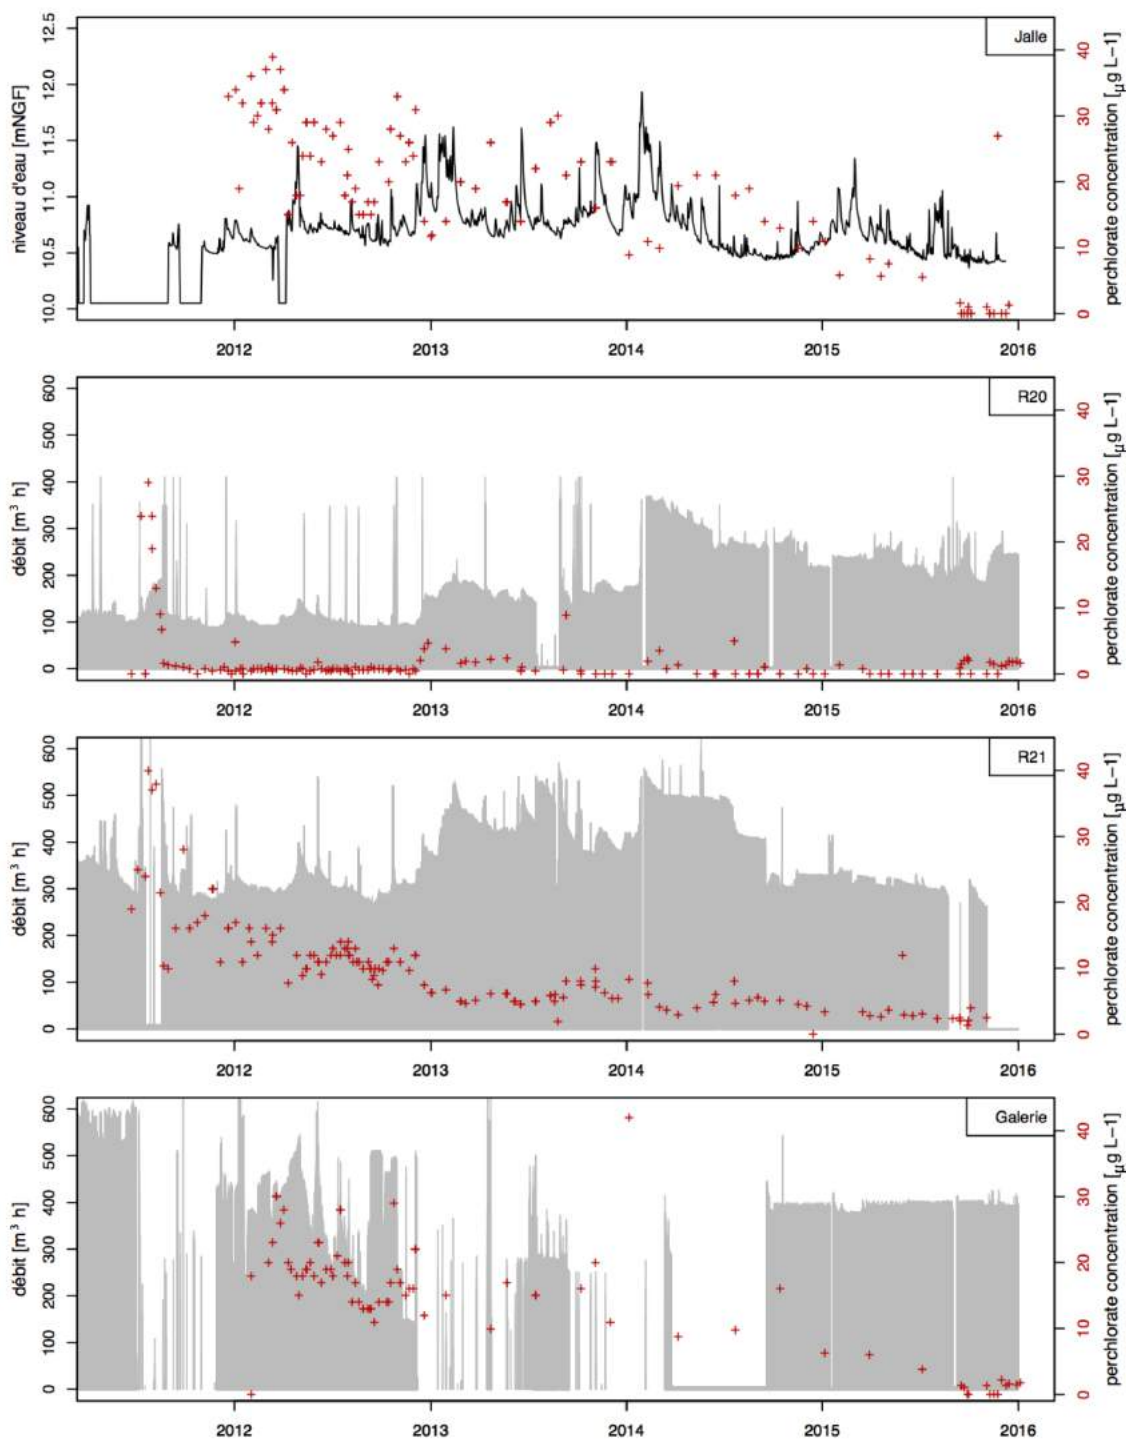 Jalle
niveau d'eau [mNGF]
12.5
12.0
11.5
11.0
10.5
10.0
40
30
20
10
0
perchlorate concentration [µg L−1]
2012 2013 2014 2015 2016
R20
débit [m³ h]
600
500
400
300
200
100
0
40
30
20
10
0
perchlorate concentration [µg L−1]
2012 2013 2014 2015 2016
R21
débit [m³ h]
600
500
400
300
200
100
0
40
30
20
10
0
perchlorate concentration [µg L−1]
2012 2013 2014 2015 2016
Galerie
débit [m³ h]
600
500
400
300
200
100
0
40
30
20
10
0
perchlorate concentration [µg L−1]
2012 2013 2014 2015 2016